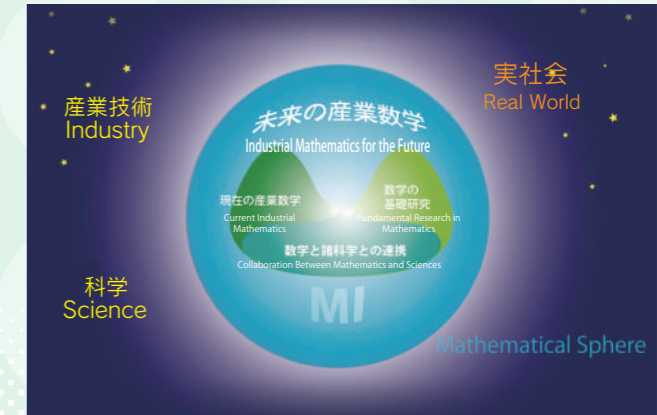 産業技術
Industry
実社会
Real World
未来の産業数学
Industrial Mathematics for the Future
現在の産業数学
Current Industrial
Mathematics
数学の
基礎研究
Fundamental Research in
Mathematics
数学と諸科学との連携
Collaboration Between Mathematics and Sciences
科学
Science
MI
Mathematical Sphere